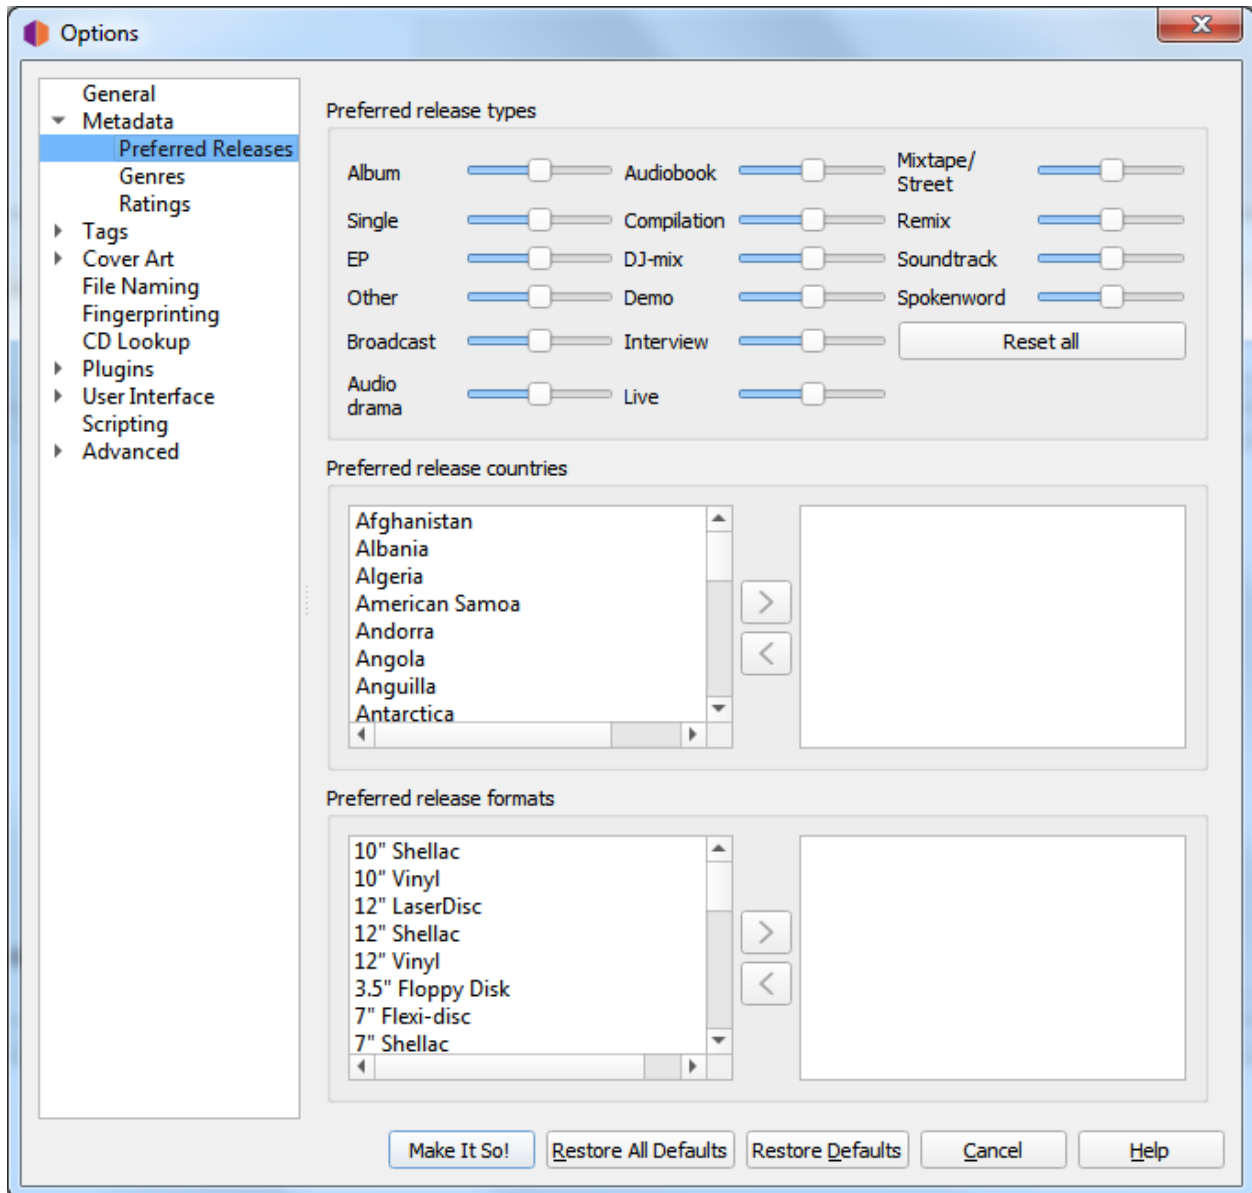 Options
General
Metadata
Preferred Releases
Genres
Ratings
Tags
Cover Art
File Naming
Fingerprinting
CD Lookup
Plugins
User Interface
Scripting
Advanced
Preferred release types
Album
Audiobook
Mixtape/
Street
Single
Compilation
Remix
EP
DJ-mix
Soundtrack
Other
Demo
Spokenword
Broadcast
Interview
Reset all
Audio
drama
Live
Preferred release countries
Afghanistan
Albania
Algeria
American Samoa
Andorra
Angola
Anguilla
Antarctica
>
<
Preferred release formats
10" Shellac
10" Vinyl
12" LaserDisc
12" Shellac
12" Vinyl
3.5" Floppy Disk
7" Flexi-disc
7" Shellac
>
<
Make It So!
Restore All Defaults
Restore Defaults
Cancel
Help